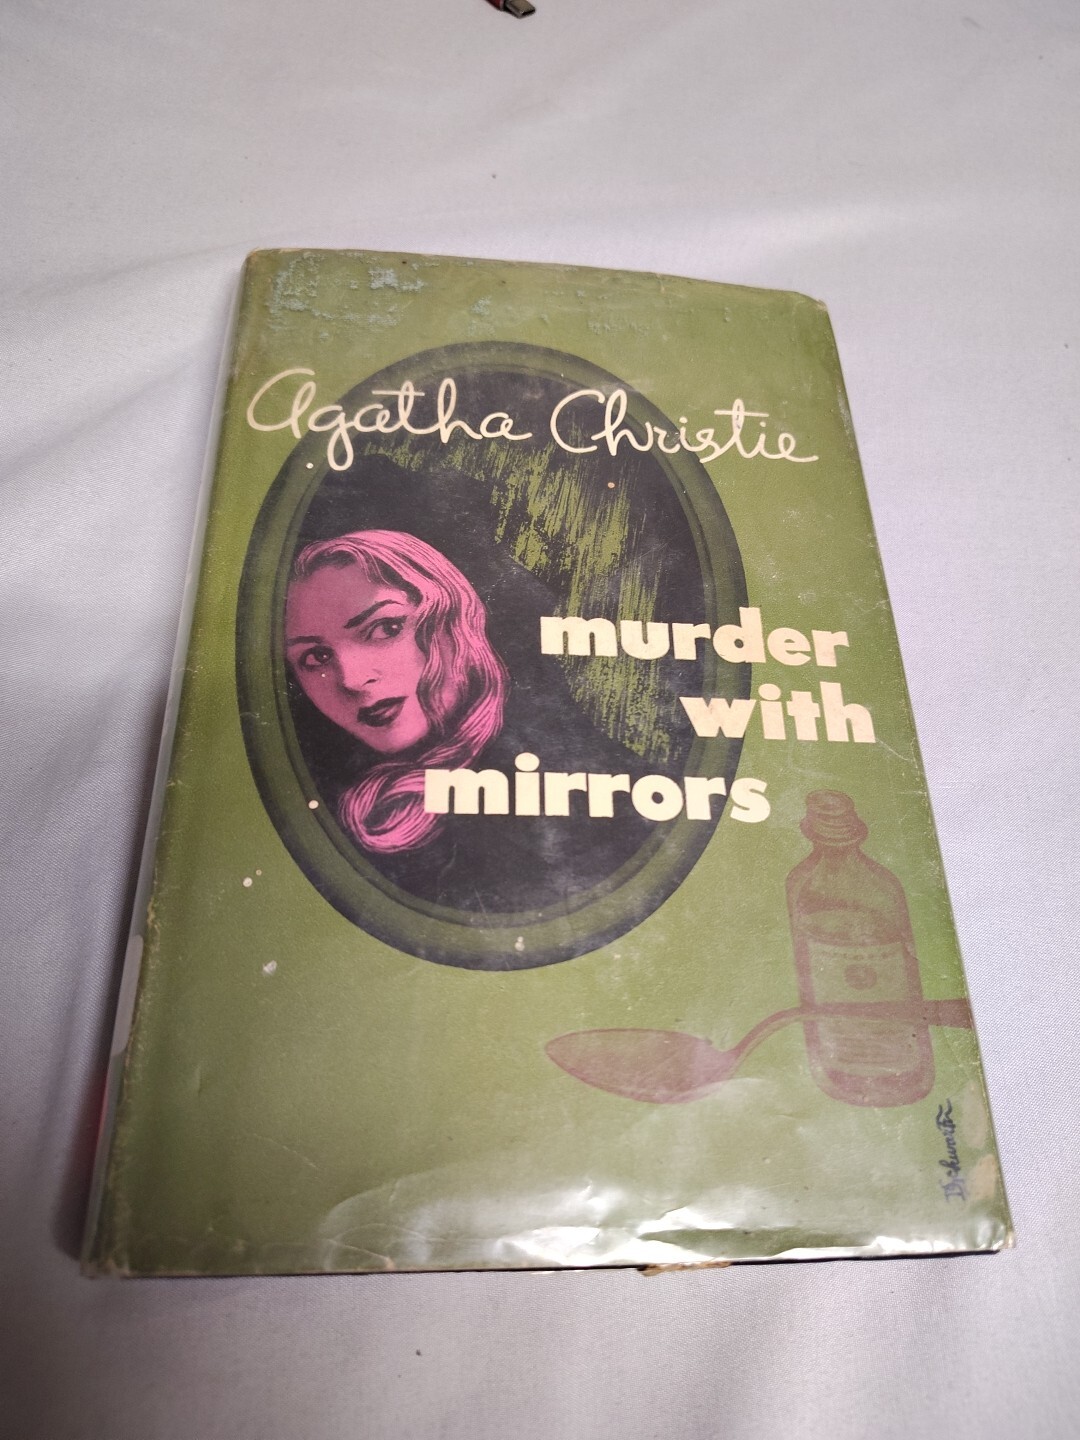 Agatha Christie
murder
with
mirrors